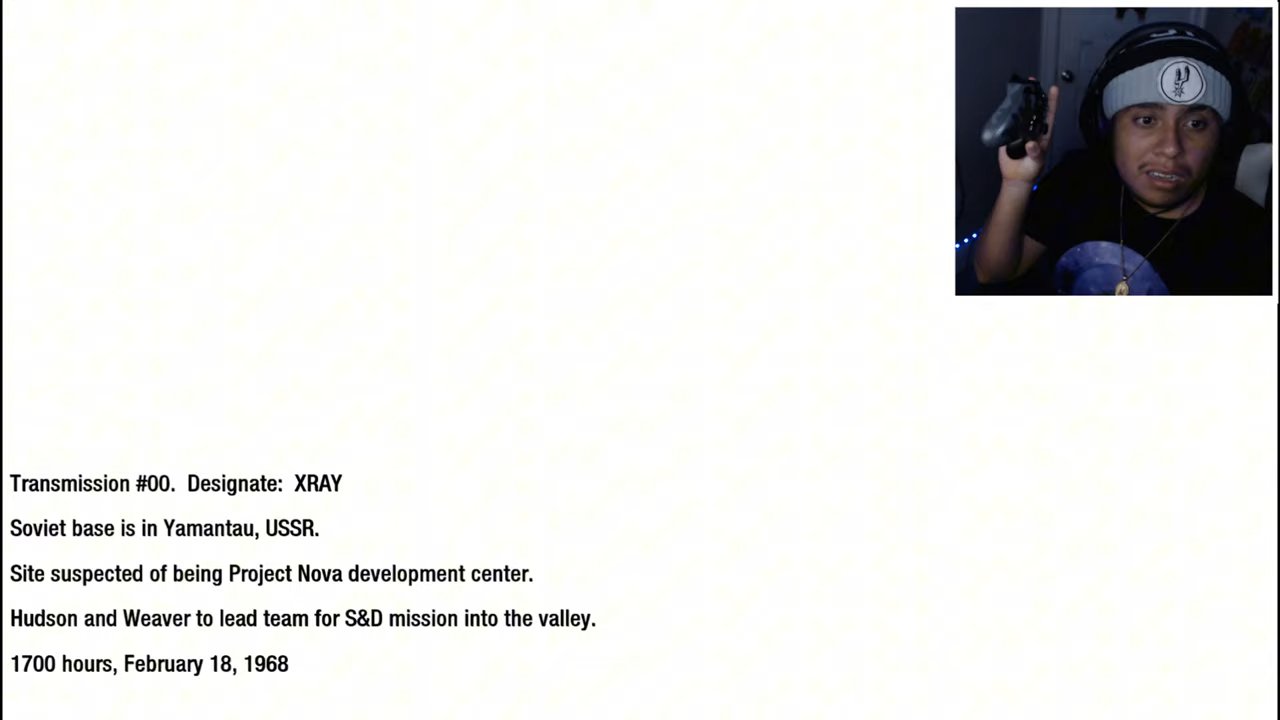 Transmission #00.  Designate:  XRAY
Soviet base is in Yamantau, USSR.
Site suspected of being Project Nova development center.
Hudson and Weaver to lead team for S&D mission into the valley.
1700 hours, February 18, 1968